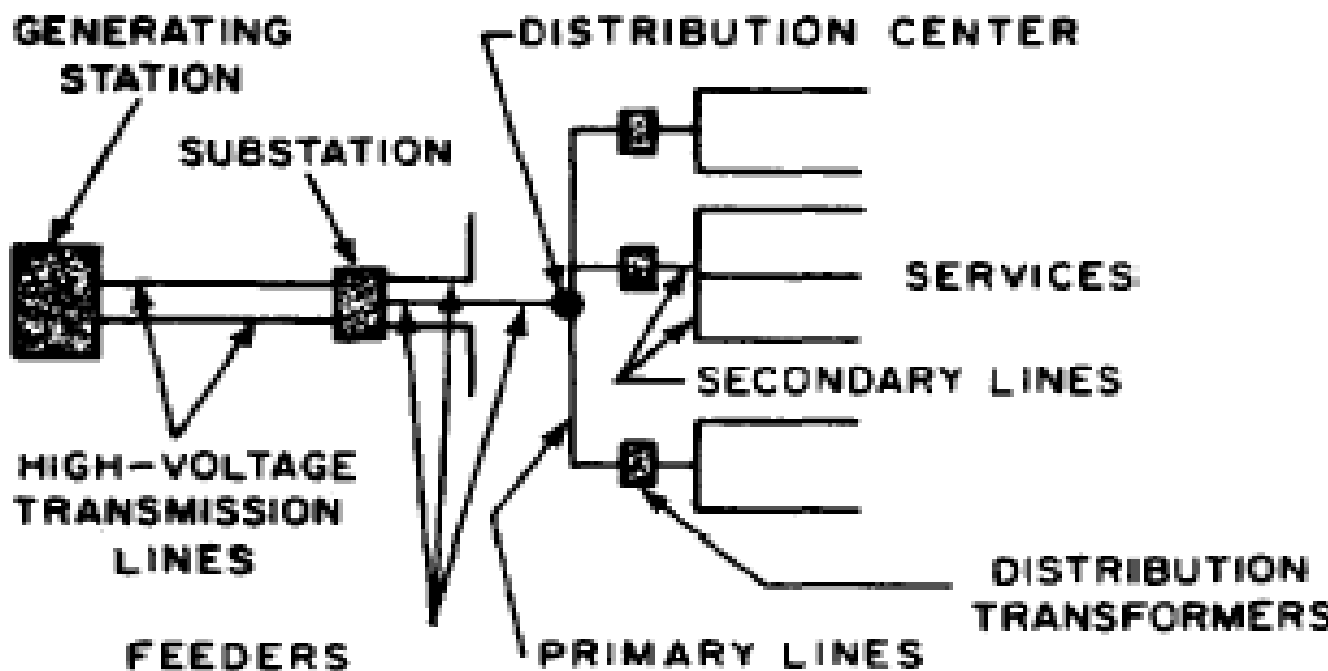 GENERATING
STATION
DISTRIBUTION CENTER
SUBSTATION
SERVICES
SECONDARY LINES
HIGH-VOLTAGE
TRANSMISSION
LINES
DISTRIBUTION
TRANSFORMERS
FEEDERS
PRIMARY LINES